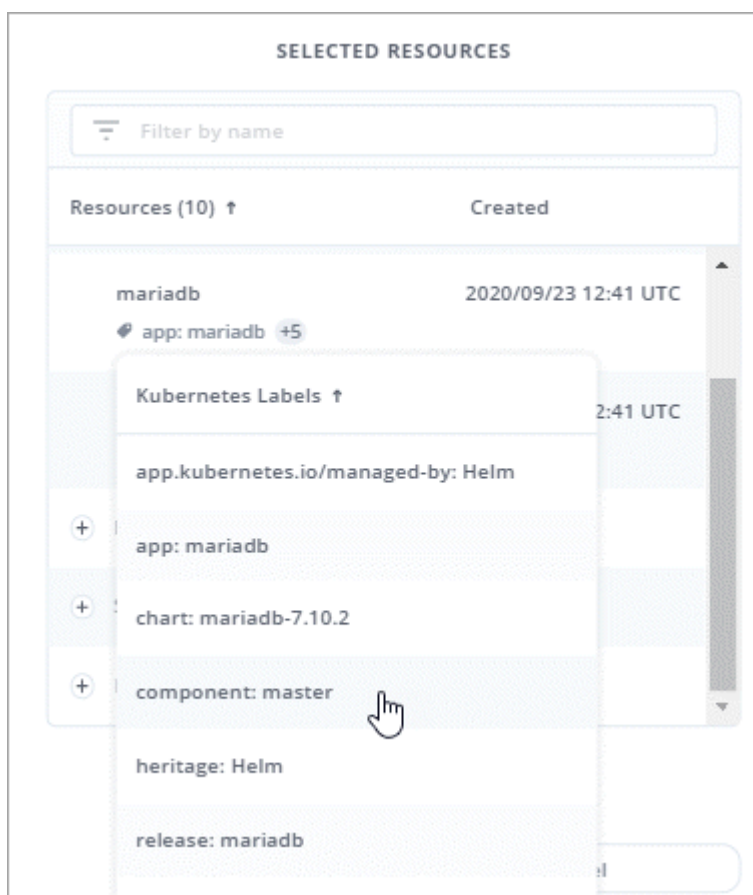 SELECTED RESOURCES
Filter by name
Resources (10) ↑ Created
mariadb 2020/09/23 12:41 UTC
app: mariadb +5
Kubernetes Labels ↑
2:41 UTC
app.kubernetes.io/managed-by: Helm
app: mariadb
chart: mariadb-7.10.2
component: master
heritage: Helm
release: mariadb